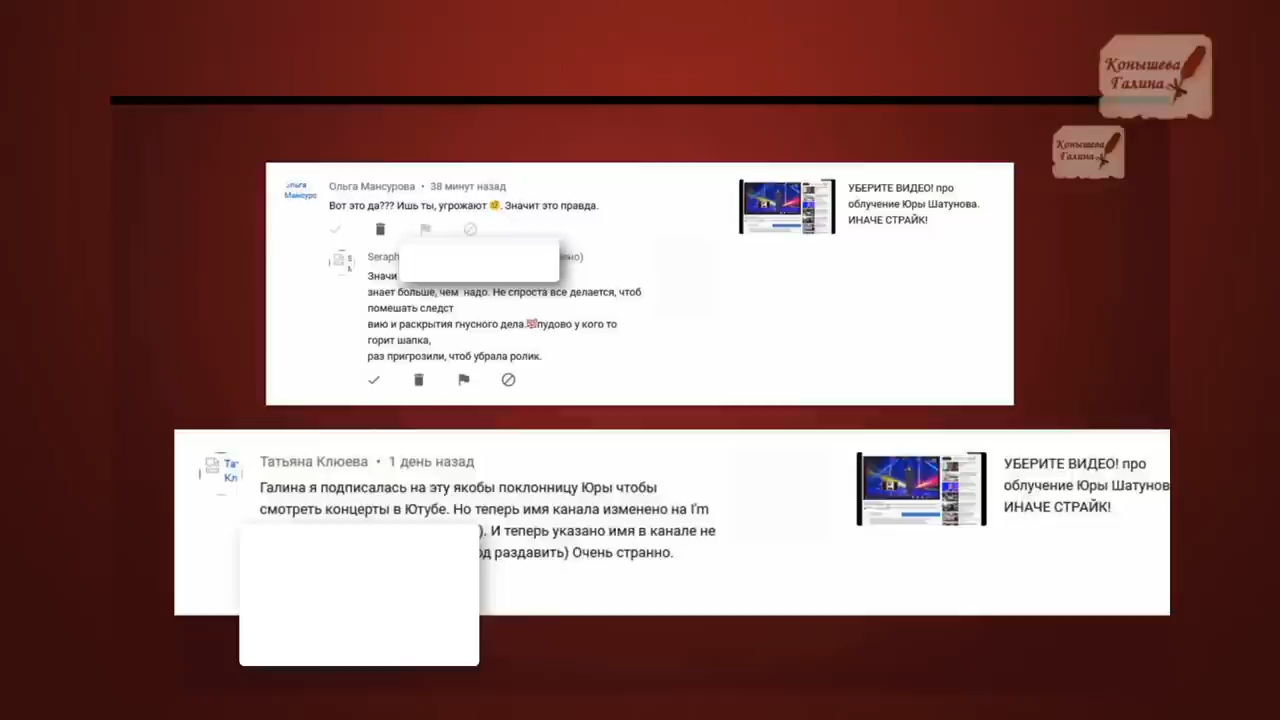 Конышева
Галина
Конышева
Галина
Ольга Мансурова • 38 минут назад
Вот это да??? Ишь ты, угрожают 🤔. Значит это правда.
УБЕРИТЕ ВИДЕО! про
облучение Юры Шатунова.
ИНАЧЕ СТРАЙК!
Seraph
ено)
Значи
знает больше, чем надо. Не спроста все делается, чтоб
помешать следст
вию и раскрытия гнусного дела.💯пудово у кого то
горит шапка,
раз пригрозили, чтоб убрала ролик.
Татьяна Клюева • 1 день назад
Галина я подписалась на эту якобы поклонницу Юры чтобы
смотреть концерты в Ютубе. Но теперь имя канала изменено на I'm
). И теперь указано имя в канале не
од раздавить) Очень странно.
УБЕРИТЕ ВИДЕО! про
облучение Юры Шатунов
ИНАЧЕ СТРАЙК!